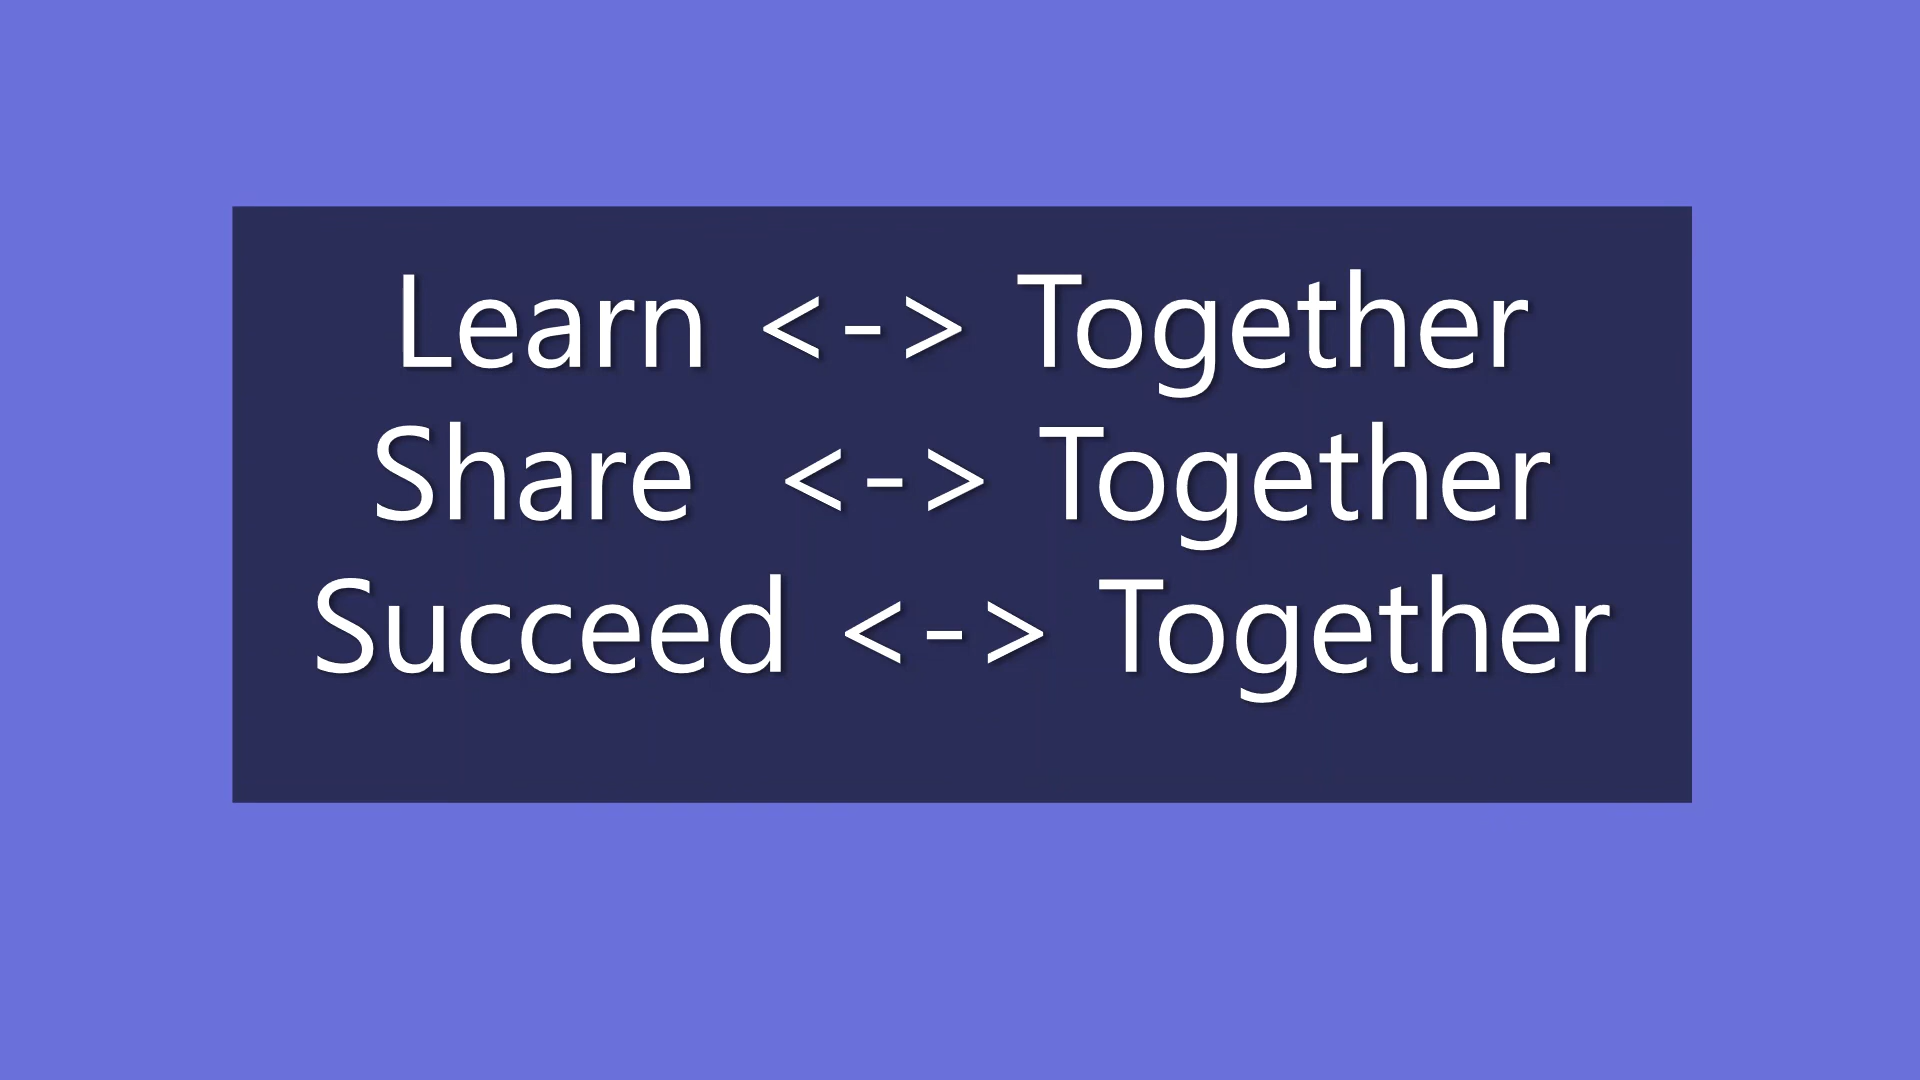 Learn <-> Together
Share  <-> Together
Succeed <-> Together